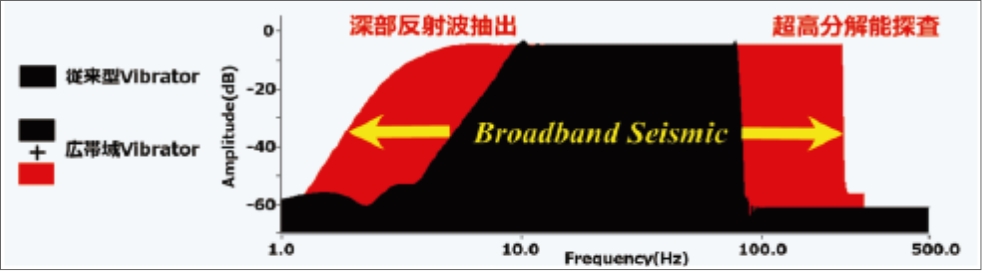 深部反射波抽出
超高分解能探査
0
-20
-40
-60
Amplitude(dB)
従来型Vibrator
+
広帯域Vibrator
Broadband Seismic
1.0
10.0
100.0
500.0
Frequency(Hz)